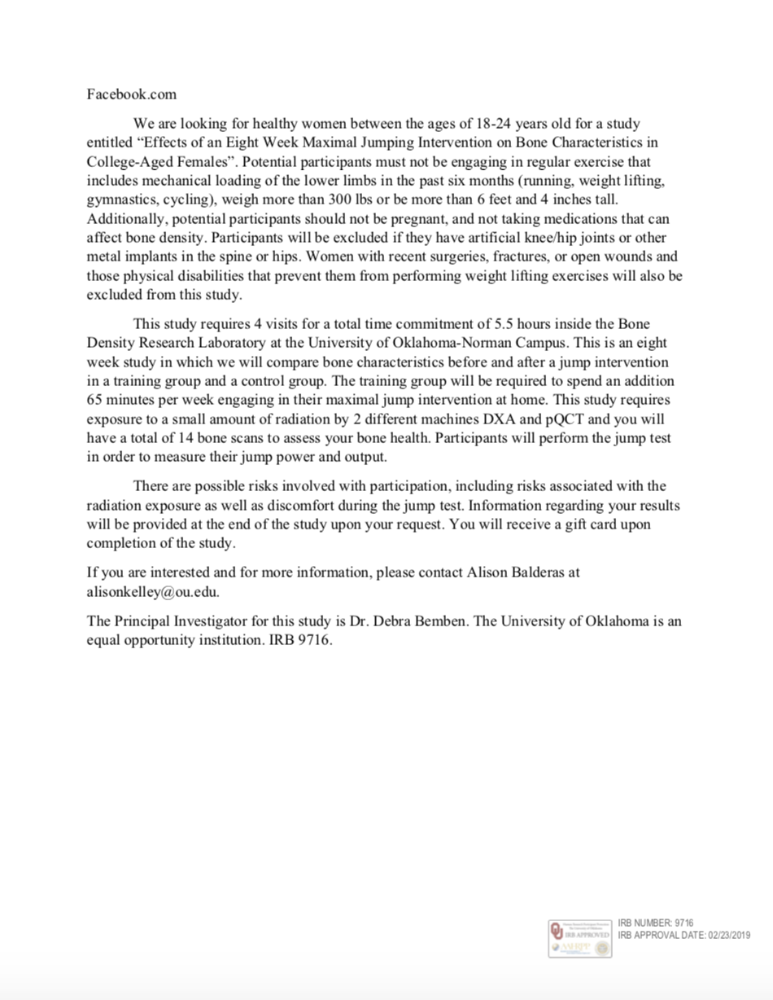 Facebook.com
We are looking for healthy women between the ages of 18-24 years old for a study
entitled “Effects of an Eight Week Maximal Jumping Intervention on Bone Characteristics in
College-Aged Females”. Potential participants must not be engaging in regular exercise that
includes mechanical loading of the lower limbs in the past six months (running, weight lifting,
gymnastics, cycling), weigh more than 300 lbs or be more than 6 feet and 4 inches tall.
Additionally, potential participants should not be pregnant, and not taking medications that can
affect bone density. Participants will be excluded if they have artificial knee/hip joints or other
metal implants in the spine or hips. Women with recent surgeries, fractures, or open wounds and
those physical disabilities that prevent them from performing weight lifting exercises will also be
excluded from this study.
This study requires 4 visits for a total time commitment of 5.5 hours inside the Bone
Density Research Laboratory at the University of Oklahoma-Norman Campus. This is an eight
week study in which we will compare bone characteristics before and after a jump intervention
in a training group and a control group. The training group will be required to spend an addition
65 minutes per week engaging in their maximal jump intervention at home. This study requires
exposure to a small amount of radiation by 2 different machines DXA and pQCT and you will
have a total of 14 bone scans to assess your bone health. Participants will perform the jump test
in order to measure their jump power and output.
There are possible risks involved with participation, including risks associated with the
radiation exposure as well as discomfort during the jump test. Information regarding your results
will be provided at the end of the study upon your request. You will receive a gift card upon
completion of the study.
If you are interested and for more information, please contact Alison Balderas at
alisonkelley@ou.edu.
The Principal Investigator for this study is Dr. Debra Bemben. The University of Oklahoma is an
equal opportunity institution. IRB 9716.
IRB APPROVED
AAHRPP
IRB NUMBER: 9716
IRB APPROVAL DATE: 02/23/2019